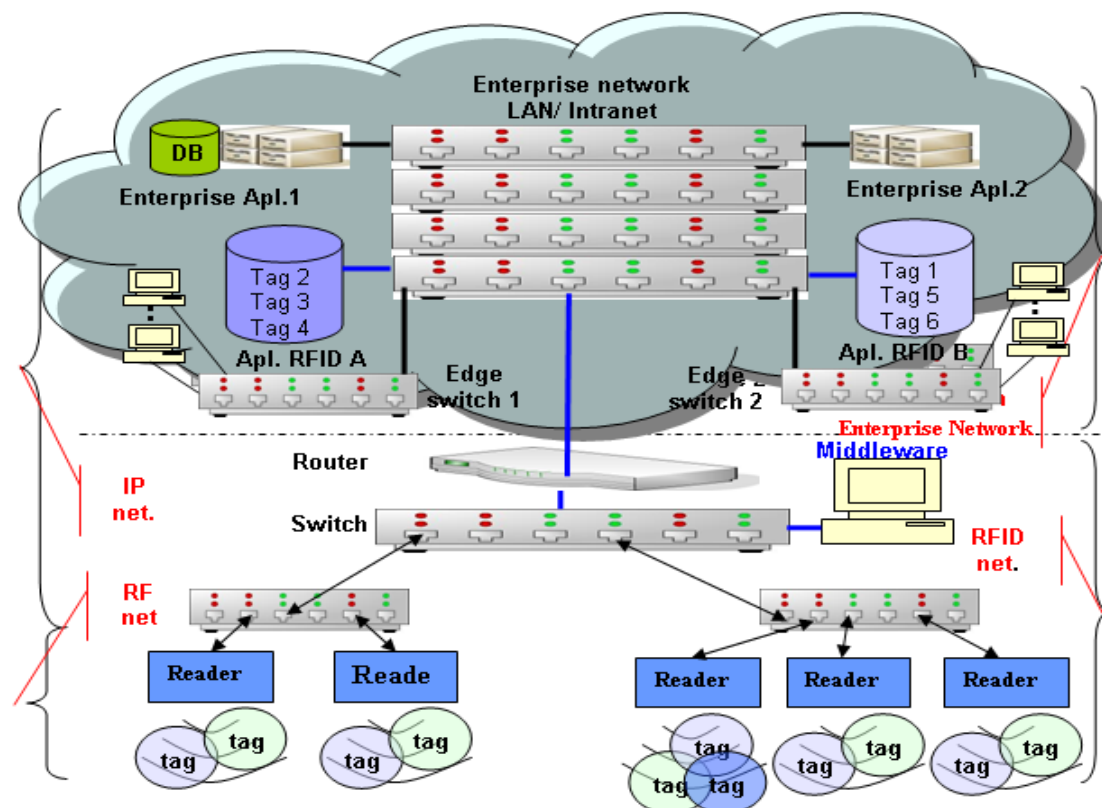 Enterprise network
LAN/ Intranet
DB
Enterprise Apl.1
Enterprise Apl.2
Tag 2
Tag 3
Tag 4
Tag 1
Tag 5
Tag 6
Apl. RFID A
Apl. RFID B
Edge
switch 1
Edge
switch 2
Enterprise Network
Router
Middleware
IP
net.
Switch
RFID
net.
RF
net
Reader
Reade
Reader
Reader
Reader
tag
tag
tag
tag
tag
tag
tag
tag
tag
tag
tag